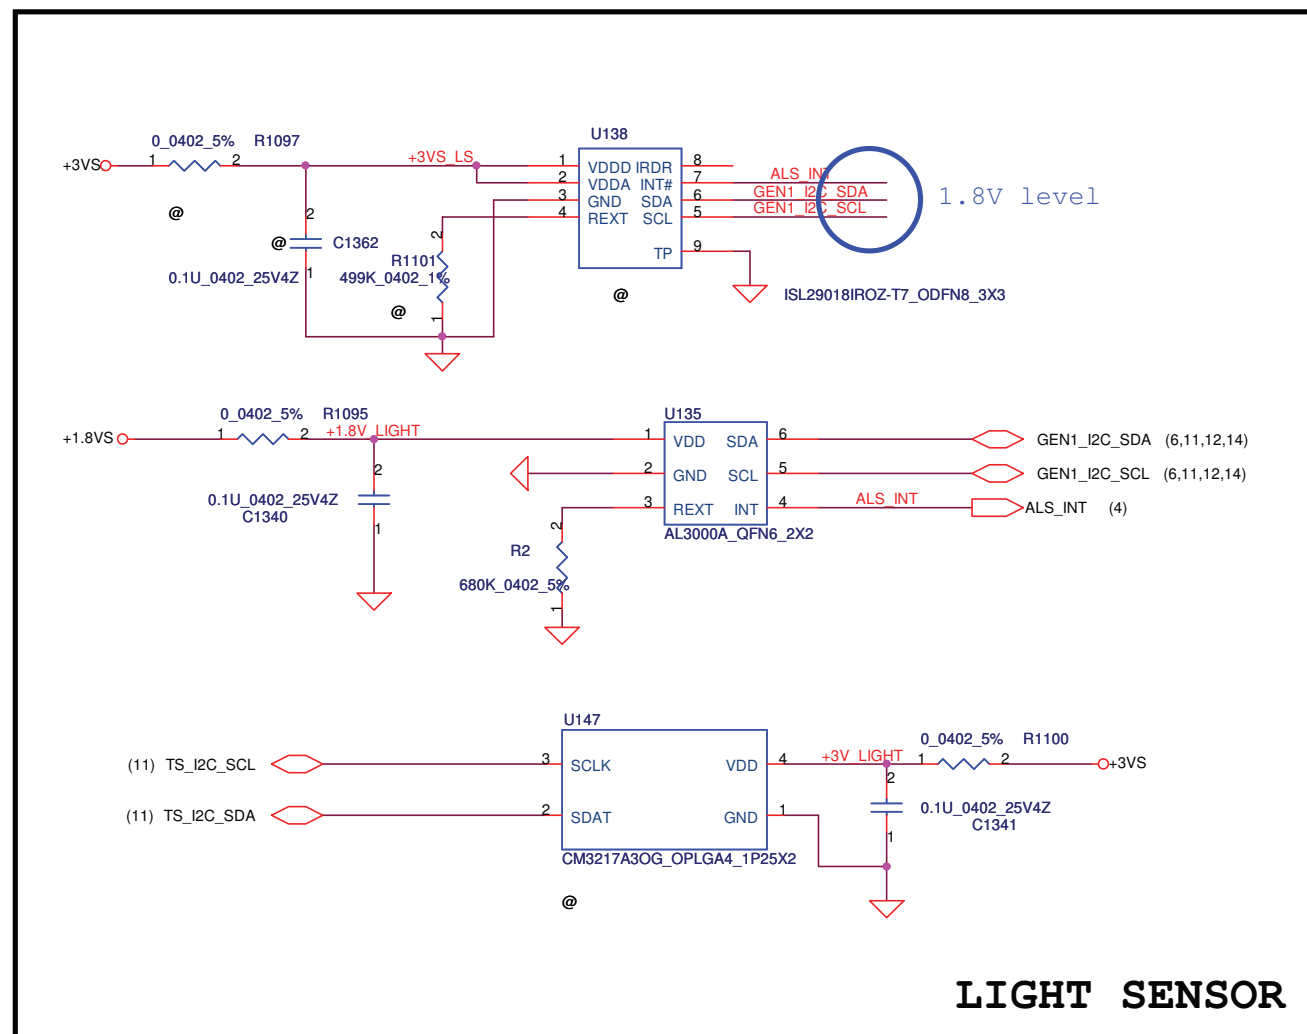 U138
0_0402_5% R1097
+3VS 1 2 +3VS_LS 1 VDDD IRDR 8
2 VDDA INT# 7 ALS_INT
3 GND SDA 6 GEN1_I2C_SDA 1.8V level
4 REXT SCL 5 GEN1_I2C_SCL
@ 2
@ C1362 2
R1101 TP 9
0.1U_0402_25V4Z 1 499K_0402_1%
@ ISL29018IROZ-T7_ODFN8_3X3
@ 1
0_0402_5% R1095 U135
+1.8VS 1 2 +1.8V_LIGHT 1 VDD SDA 6 GEN1_I2C_SDA (6,11,12,14)
2 2 GND SCL 5 GEN1_I2C_SCL (6,11,12,14)
0.1U_0402_25V4Z 3 REXT INT 4 ALS_INT ALS_INT (4)
C1340
1 2 AL3000A_QFN6_2X2
R2
680K_0402_5%
1
U147
0_0402_5% R1100
(11) TS_I2C_SCL 3 SCLK VDD 4 +3V_LIGHT 1 2 +3VS
2
(11) TS_I2C_SDA 2 SDAT GND 1 0.1U_0402_25V4Z
C1341
1
CM3217A3OG_OPLGA4_1P25X2
@
LIGHT SENSOR